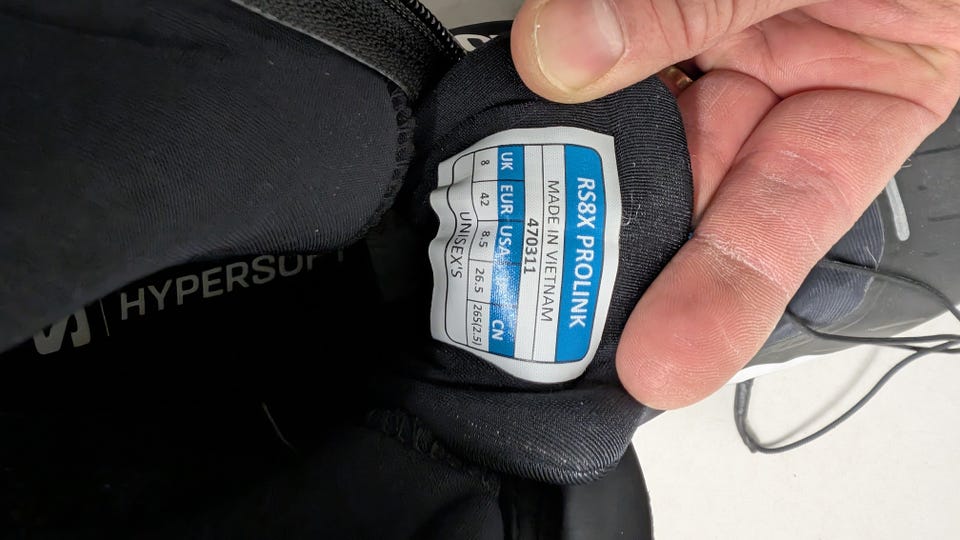 RS8X PROLINK
MADE IN VIETNAM
470311
UK EUR USA CN
8 42 8.5 26.5 265(2.5)
UNISEX'S
HYPERSOFT